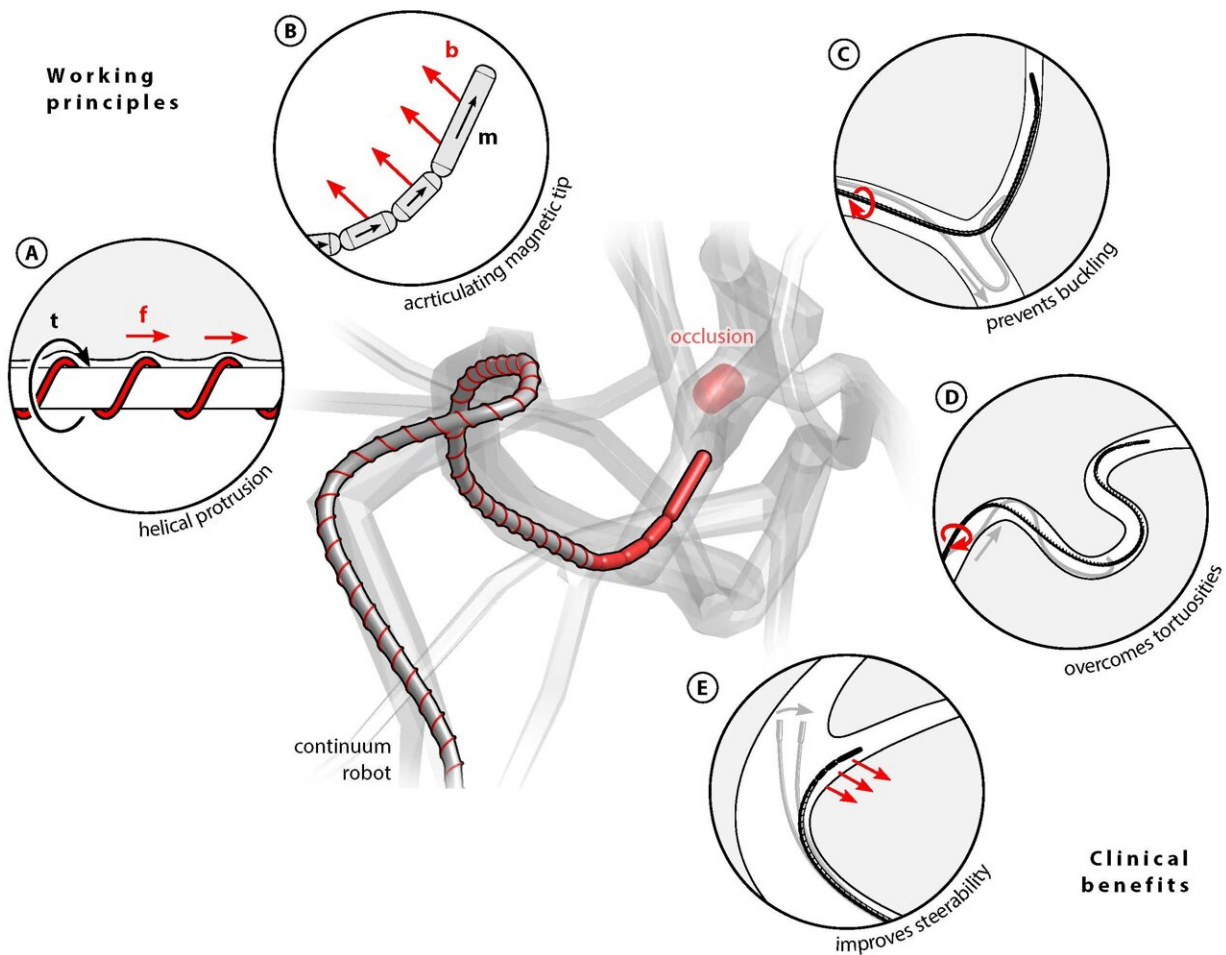 Working
principles
B
b
m
acrticulating magnetic tip
A
t
f
helical protrusion
C
prevents buckling
occlusion
D
overcomes tortuosities
E
improves steerability
continuum
robot
Clinical
benefits